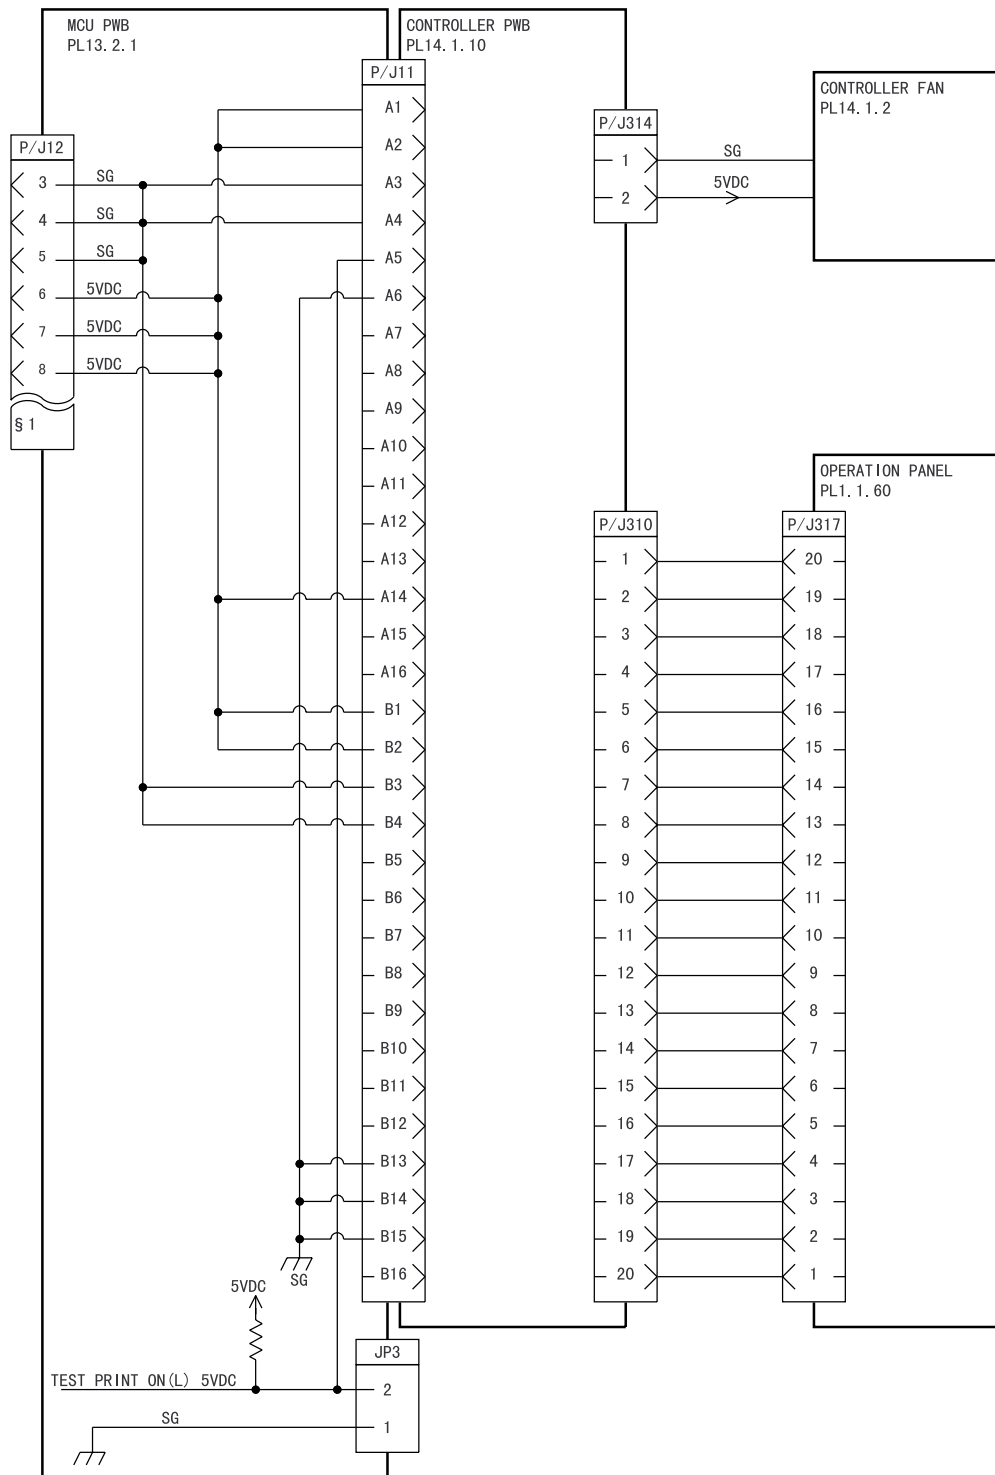 MCU PWB
PL13.2.1
CONTROLLER PWB
PL14.1.10
P/J11
A1
A2
A3
A4
A5
A6
A7
A8
A9
A10
A11
A12
A13
A14
A15
A16
B1
B2
B3
B4
B5
B6
B7
B8
B9
B10
B11
B12
B13
B14
B15
B16
P/J12
3 SG
4 SG
5 SG
6 5VDC
7 5VDC
8 5VDC
§1
P/J314
1 SG
2 5VDC
CONTROLLER FAN
PL14.1.2
OPERATION PANEL
PL1.1.60
P/J310 P/J317
1 20
2 19
3 18
4 17
5 16
6 15
7 14
8 13
9 12
10 11
11 10
12 9
13 8
14 7
15 6
16 5
17 4
18 3
19 2
20 1
SG
5VDC
JP3
TEST PRINT ON(L) 5VDC 2
SG 1